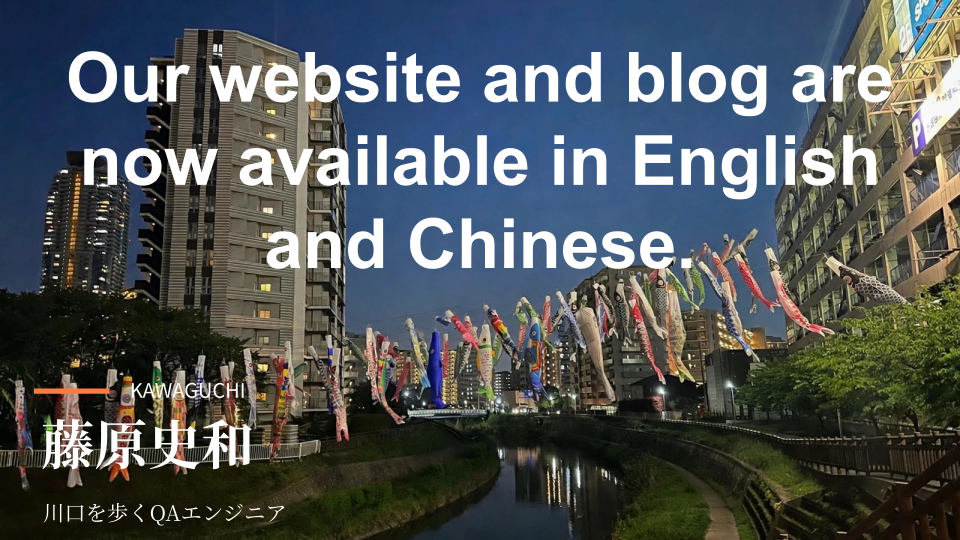 Our website and blog are
now available in English
and Chinese.
KAWAGUCHI
藤原史和
川口を歩くQAエンジニア
P